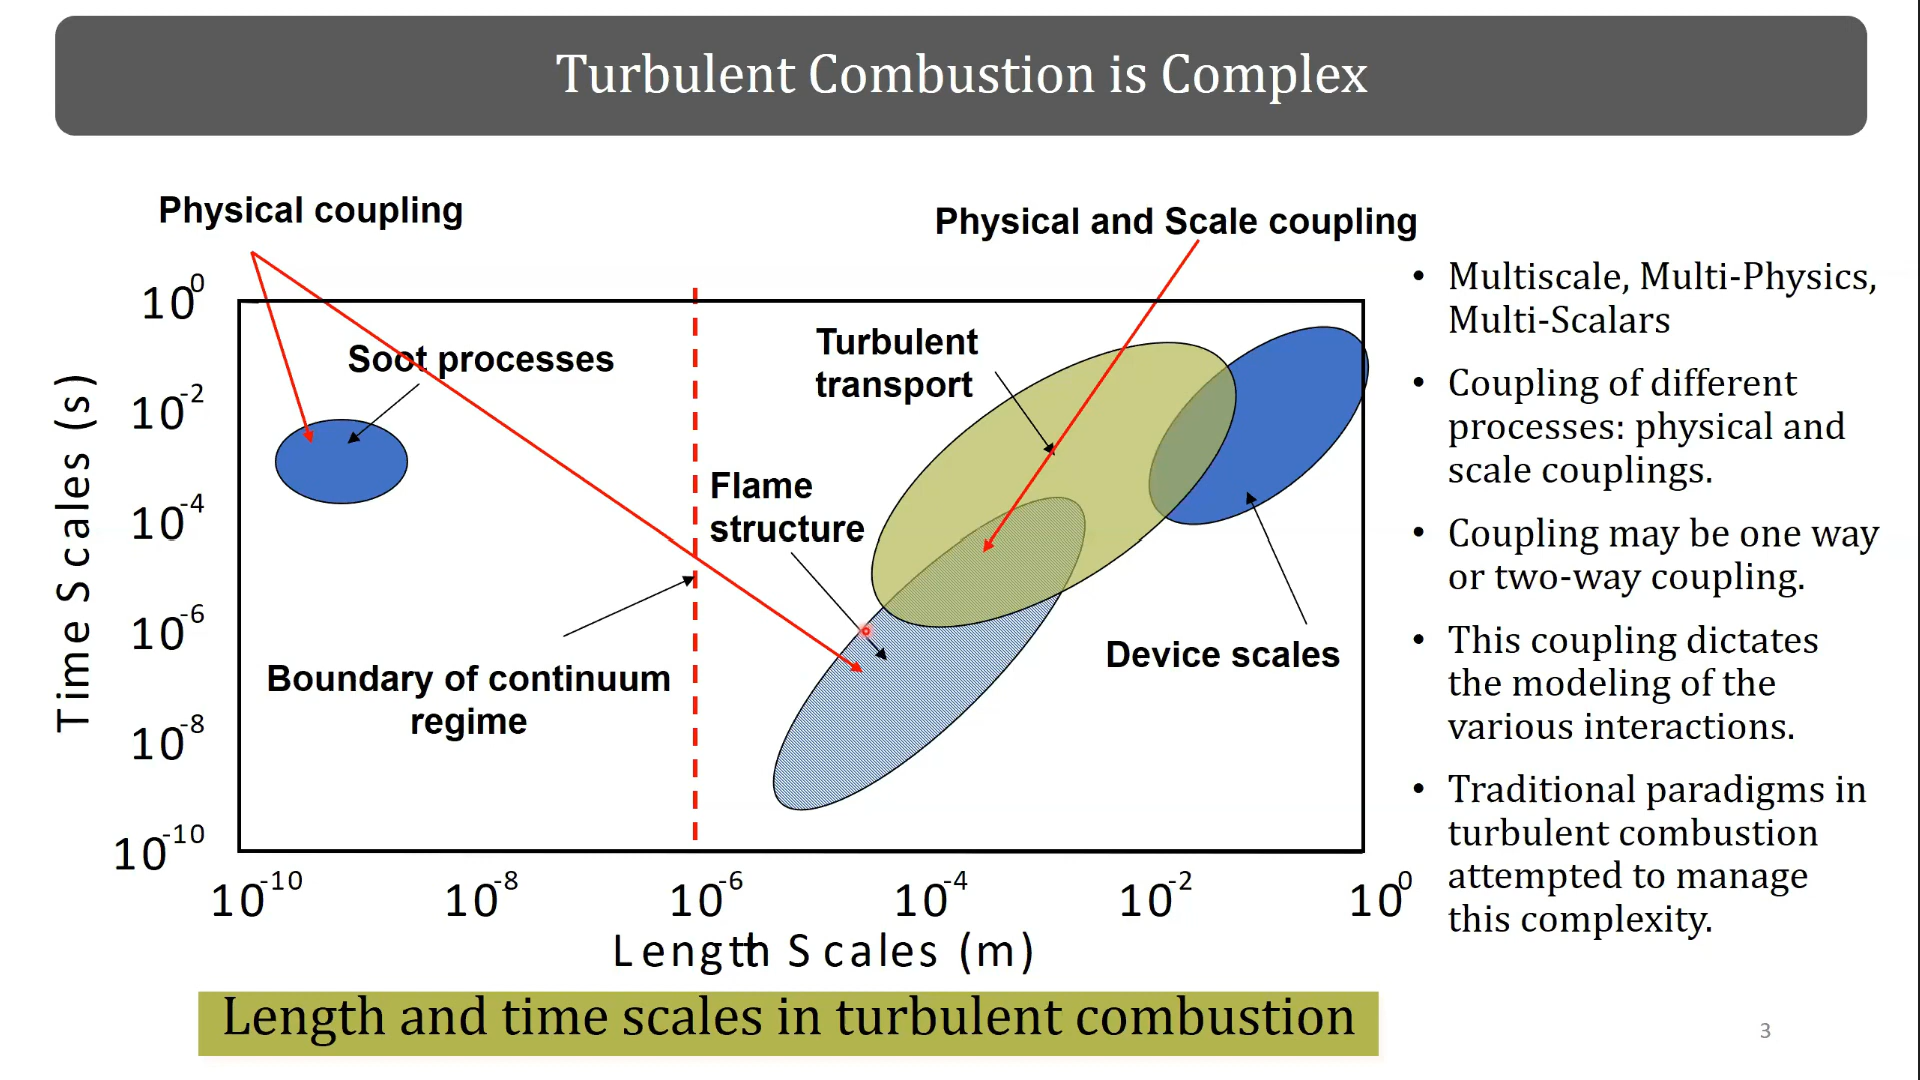 Turbulent Combustion is Complex
Physical coupling
Physical and Scale coupling
10^0
10^-2
10^-4
10^-6
10^-8
10^-10
Time Scales (s)
Soot processes
Turbulent
transport
Flame
structure
Boundary of continuum
regime
Device scales
10^-10 10^-8 10^-6 10^-4 10^-2 10^0
Length Scales (m)
Length and time scales in turbulent combustion
• Multiscale, Multi-Physics,
Multi-Scalars
• Coupling of different
processes: physical and
scale couplings.
• Coupling may be one way
or two-way coupling.
• This coupling dictates
the modeling of the
various interactions.
• Traditional paradigms in
turbulent combustion
attempted to manage
this complexity.
3